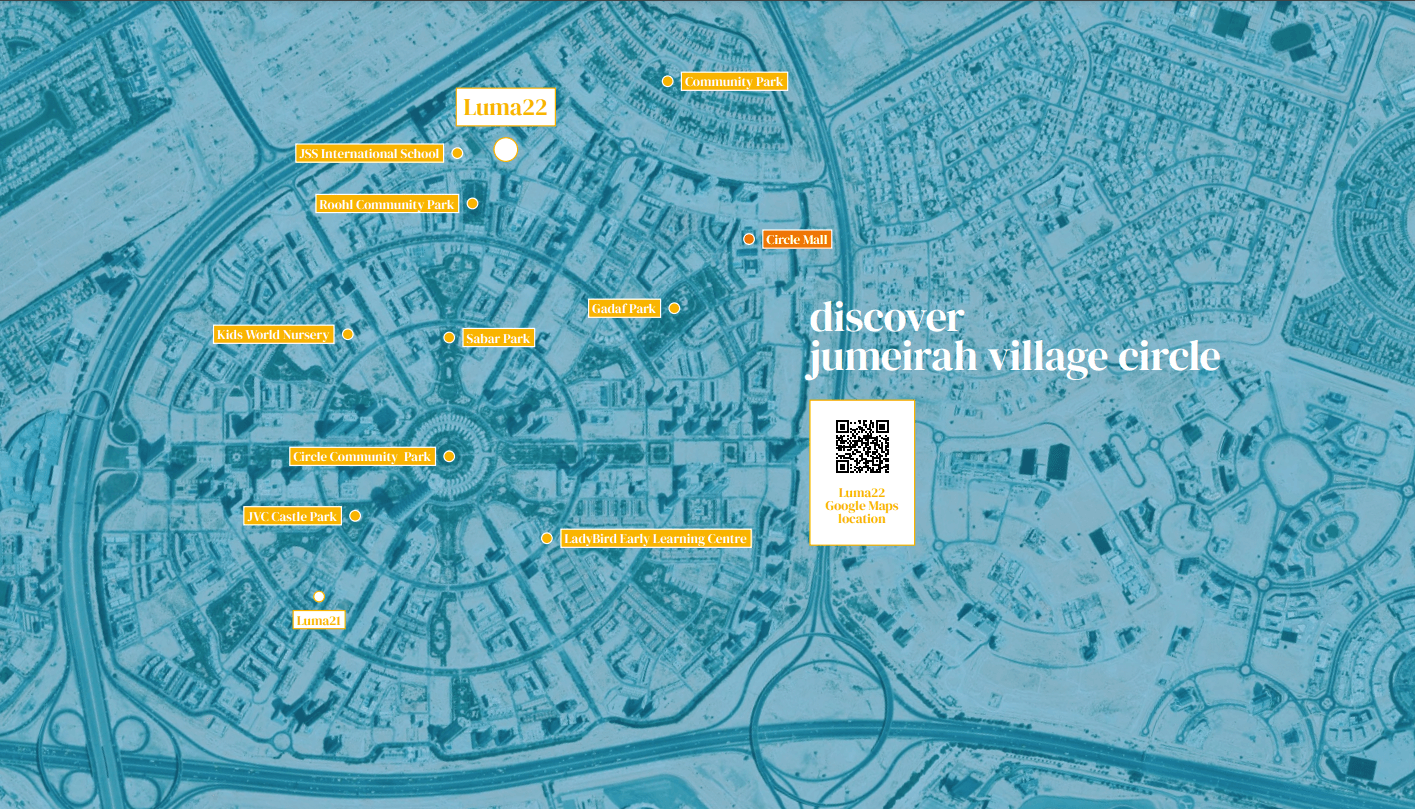 Community Park
Luma22
JSS International School
Roohl Community Park
Circle Mall
Gadaf Park
discover
jumeirah village circle
Kids World Nursery
Sabar Park
Circle Community Park
Luma22
Google Maps
location
JVC Castle Park
LadyBird Early Learning Centre
Luma21